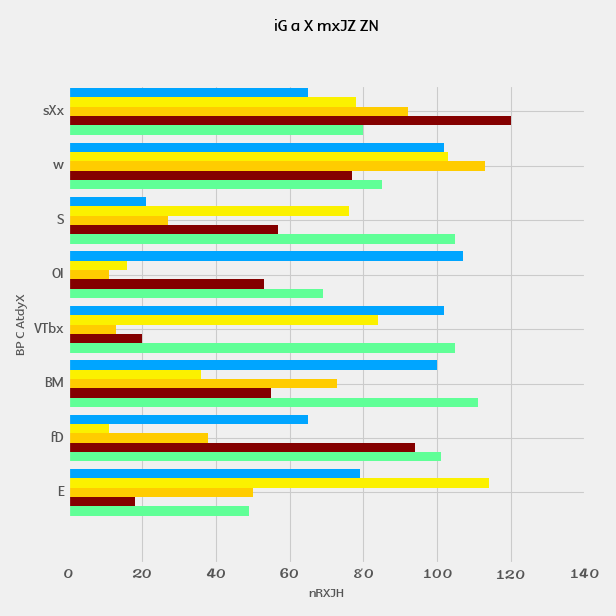 iG a X mxJZ ZN
sXx
w
S
OI
VTbx
BM
fD
E
BP C AtdyX
0 20 40 60 80 100 120 140
nRXJH